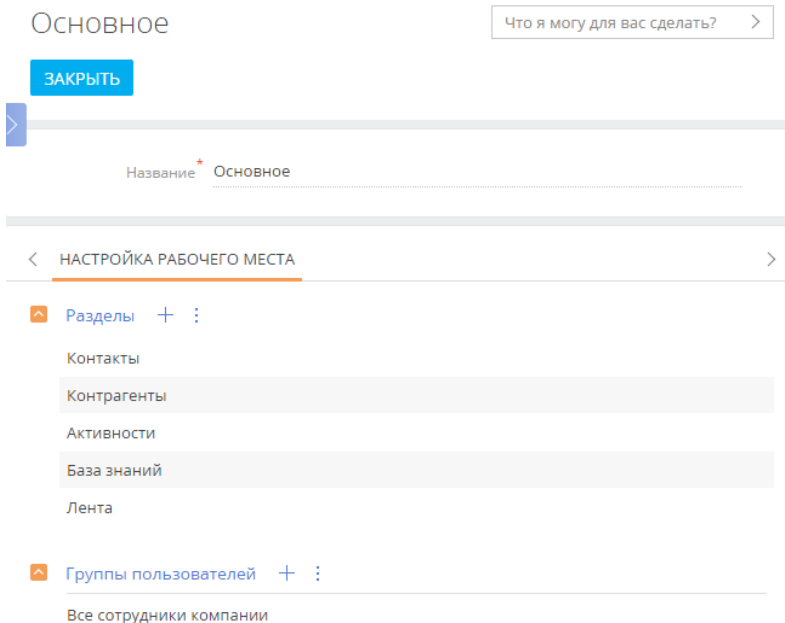 Основное
Что я могу для вас сделать?
ЗАКРЫТЬ
Название* Основное
НАСТРОЙКА РАБОЧЕГО МЕСТА
Разделы
Контакты
Контрагенты
Активности
База знаний
Лента
Группы пользователей
Все сотрудники компании